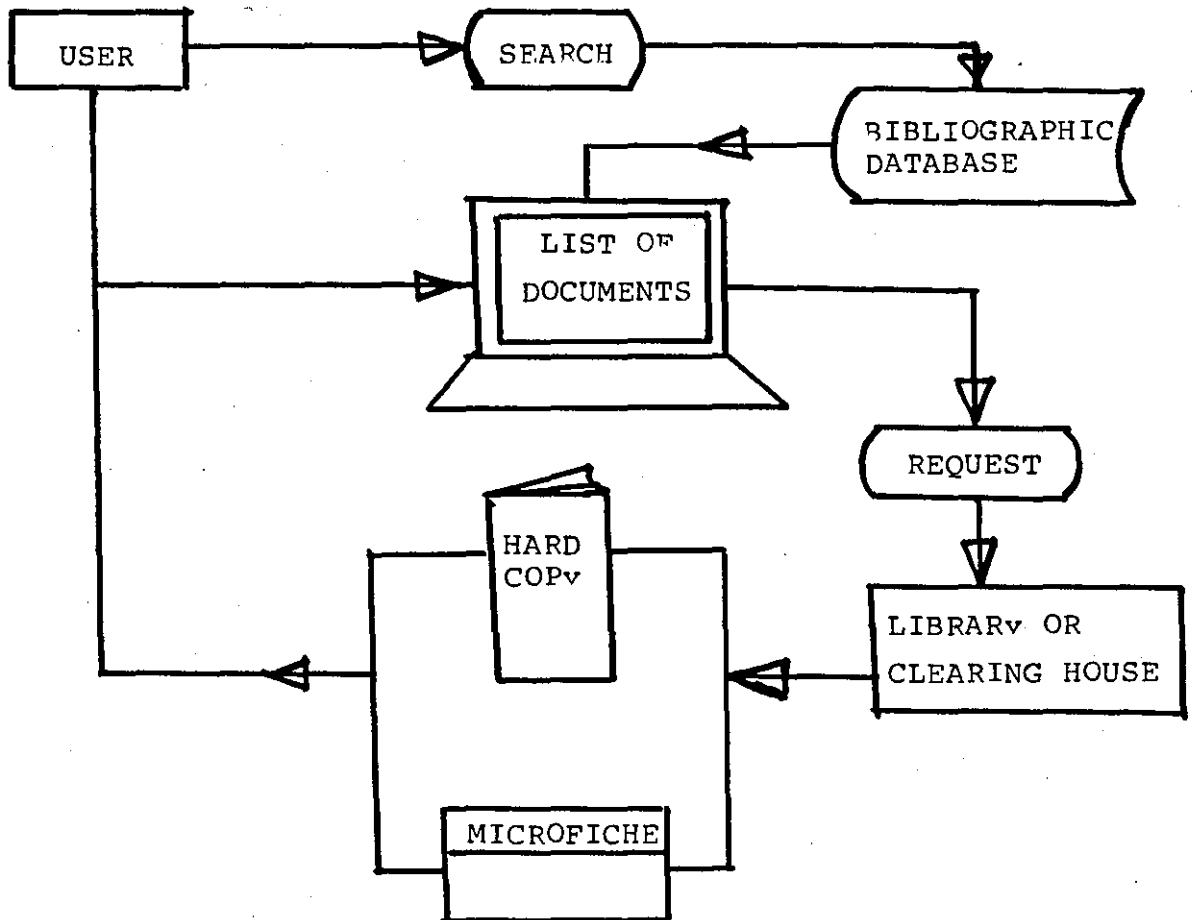 USER
SEARCH
BIBLIOGRAPHIC
DATABASE
LIST OF
DOCUMENTS
REQUEST
HARD
COPv
LIBRARv OR
CLEARING HOUSE
MICROFICHE